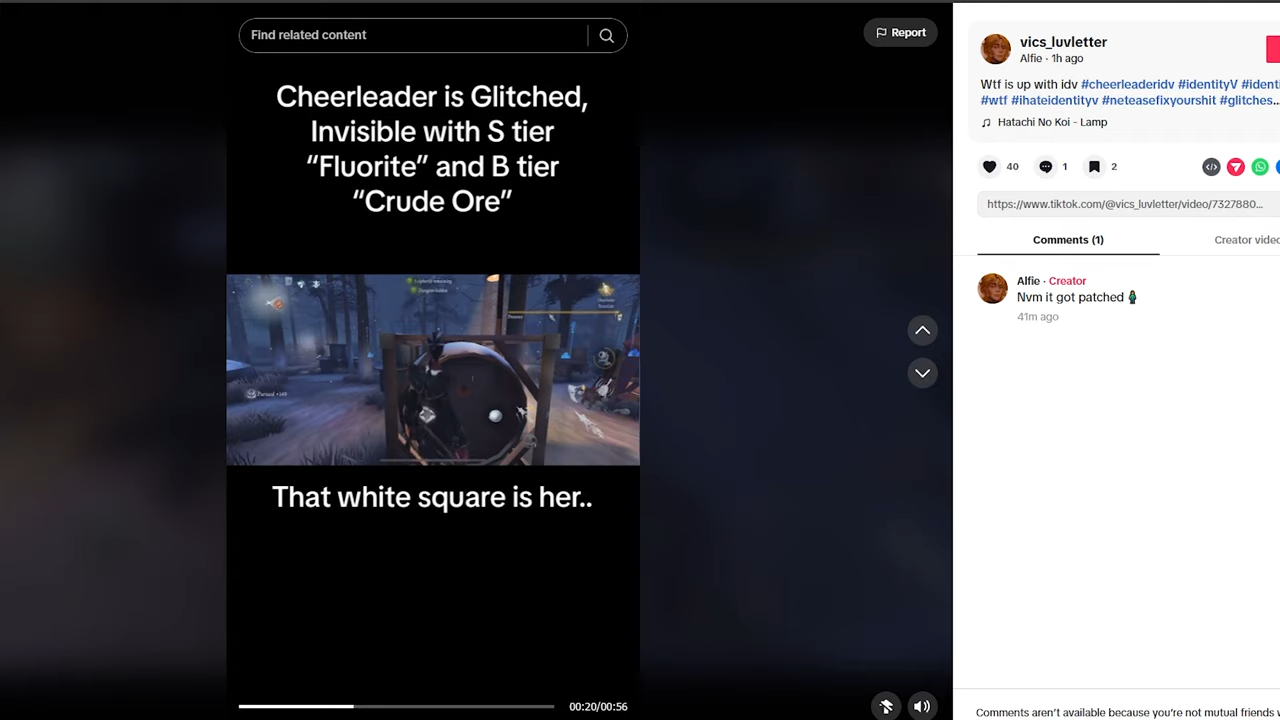 Find related content
Report
Cheerleader is Glitched,
Invisible with S tier
“Fluorite” and B tier
“Crude Ore”
That white square is her..
00:20/00:56
vics_luvletter
Alfie · 1h ago
Wtf is up with idv #cheerleaderidv #identityV #identi
#wtf #ihateidentityv #neteasefixyourshit #glitches...
Hatachi No Koi - Lamp
40
1
2
https://www.tiktok.com/@vics_luvletter/video/7327880...
Comments (1)
Creator video
Alfie · Creator
Nvm it got patched
41m ago
Comments aren't available because you're not mutual friends w